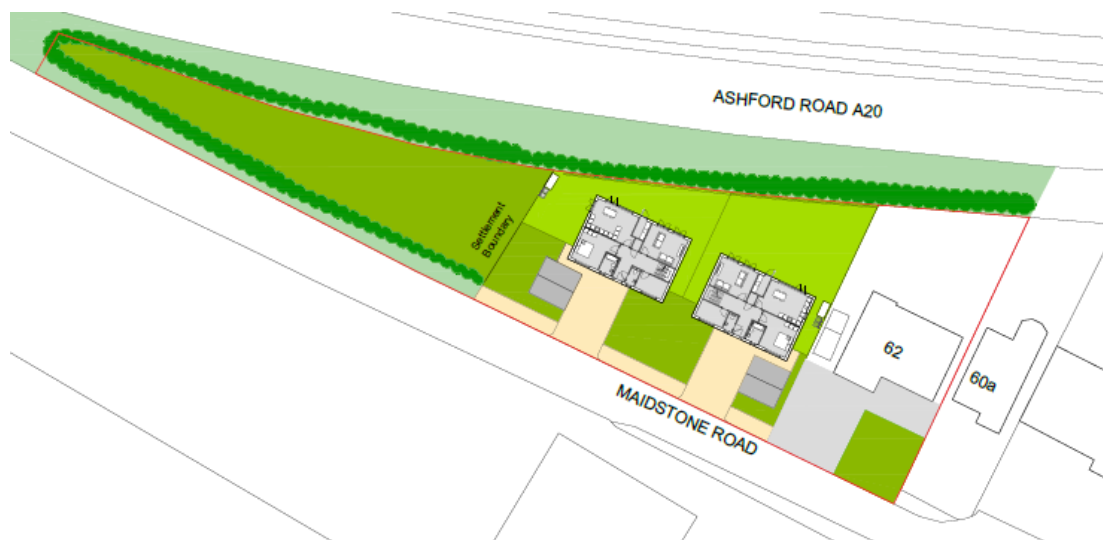 ASHFORD ROAD A20
Settlement
Boundary
62
60a
MAIDSTONE ROAD